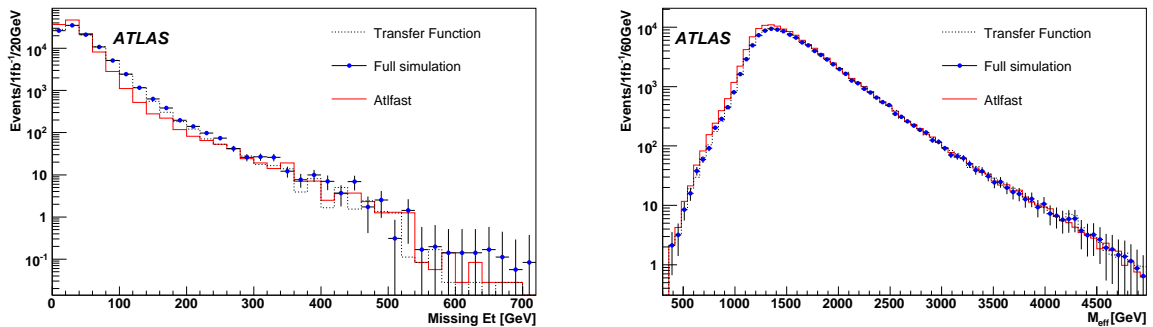 Events/1fb⁻¹/20GeV
10⁴
10³
10²
10
1
10⁻¹
ATLAS
Transfer Function
Full simulation
Atlfast
0 100 200 300 400 500 600 700
Missing Et [GeV]
Events/1fb⁻¹/60GeV
10⁴
10³
10²
10
1
ATLAS
Transfer Function
Full simulation
Atlfast
500 1000 1500 2000 2500 3000 3500 4000 4500
M_eff [GeV]